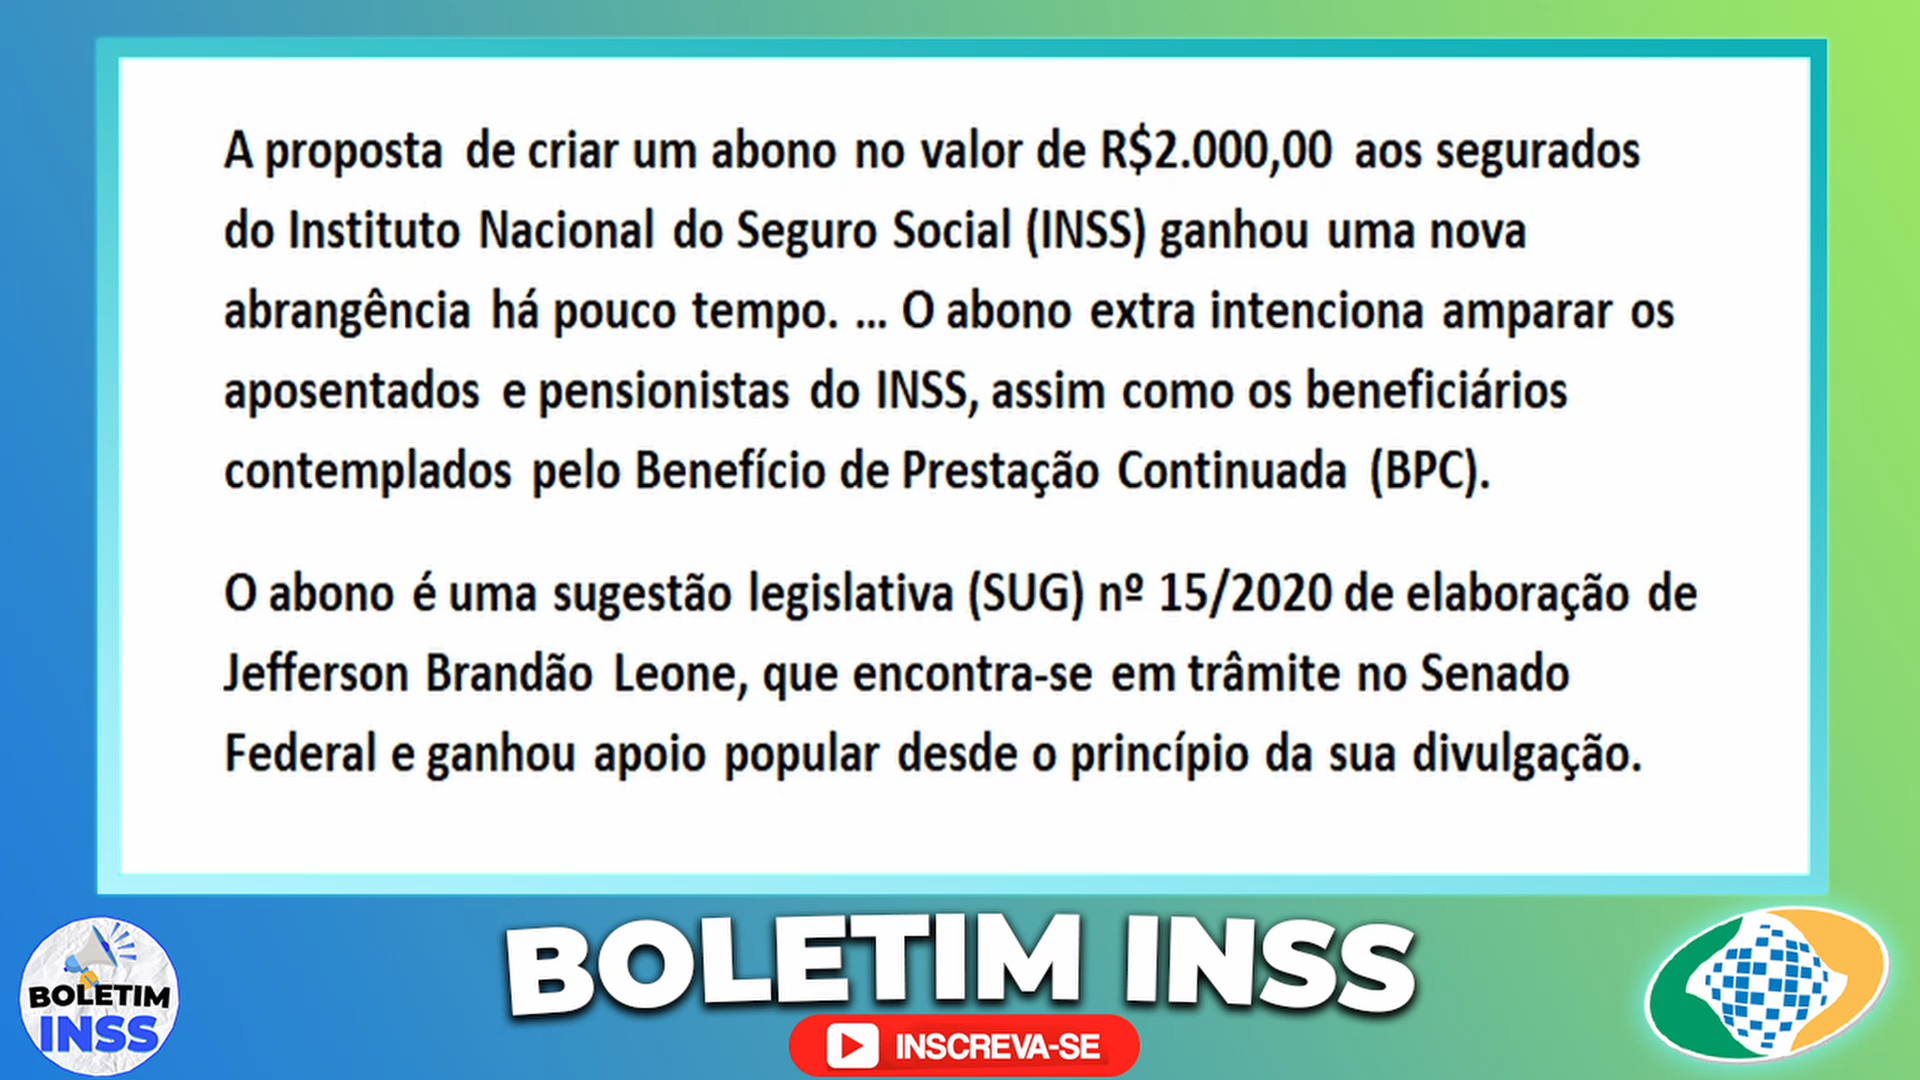 A proposta de criar um abono no valor de R$2.000,00 aos segurados
do Instituto Nacional do Seguro Social (INSS) ganhou uma nova
abrangência há pouco tempo. ... O abono extra intenciona amparar os
aposentados e pensionistas do INSS, assim como os beneficiários
contemplados pelo Benefício de Prestação Continuada (BPC).
O abono é uma sugestão legislativa (SUG) nº 15/2020 de elaboração de
Jefferson Brandão Leone, que encontra-se em trâmite no Senado
Federal e ganhou apoio popular desde o princípio da sua divulgação.
BOLETIM INSS
INSCREVA-SE
BOLETIM
INSS